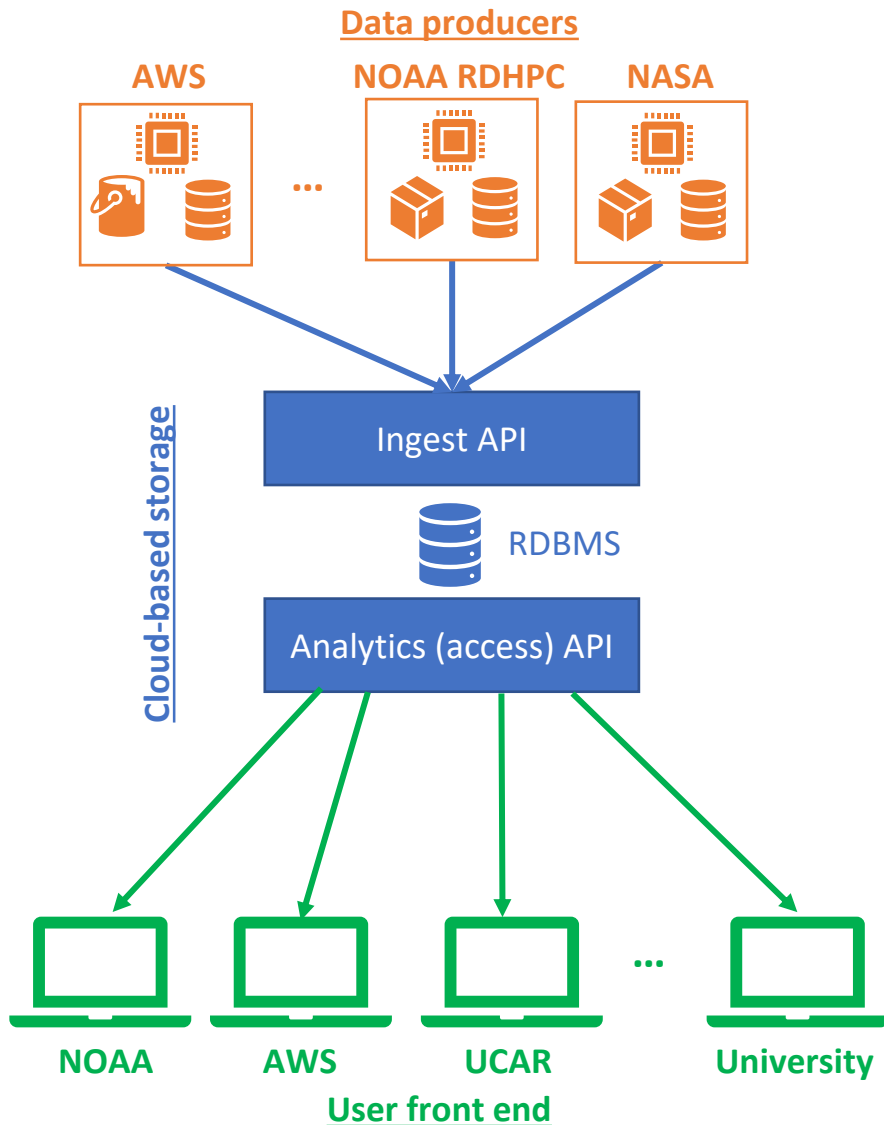 Data producers
AWS
NOAA RDHPC
NASA
...
Ingest API
Cloud-based storage
RDBMS
Analytics (access) API
...
NOAA
AWS
UCAR
University
User front end